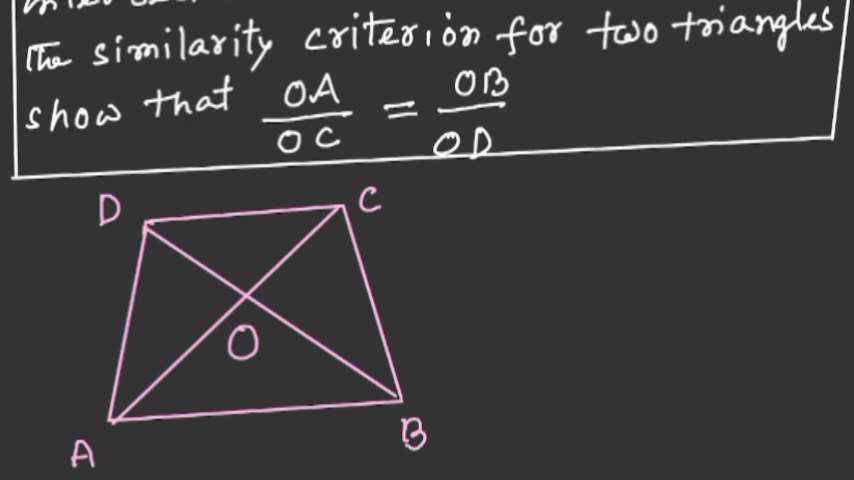 The similarity criterion for two triangles
show that OA/OC = OB/OD
D C
O
A B